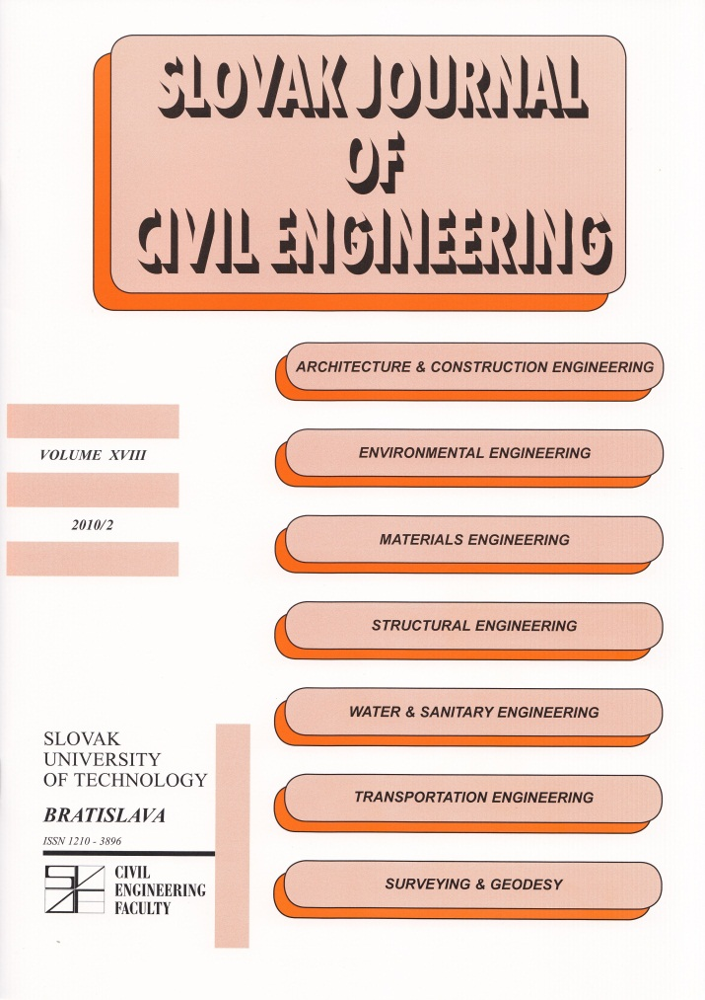 SLOVAK JOURNAL
OF
CIVIL ENGINEERING
ARCHITECTURE & CONSTRUCTION ENGINEERING
ENVIRONMENTAL ENGINEERING
MATERIALS ENGINEERING
STRUCTURAL ENGINEERING
WATER & SANITARY ENGINEERING
TRANSPORTATION ENGINEERING
SURVEYING & GEODESY
VOLUME XVIII
2010/2
SLOVAK
UNIVERSITY
OF TECHNOLOGY
BRATISLAVA
ISSN 1210 - 3896
CIVIL
ENGINEERING
FACULTY